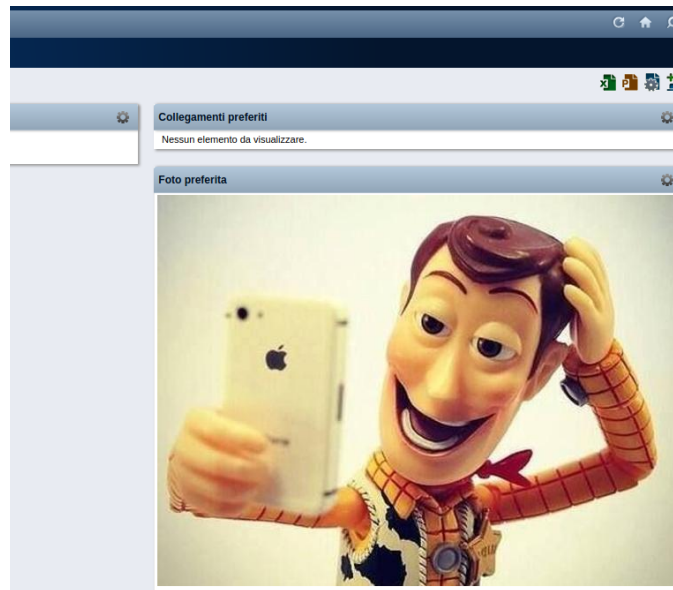 Collegamenti preferiti
Nessun elemento da visualizzare.
Foto preferita